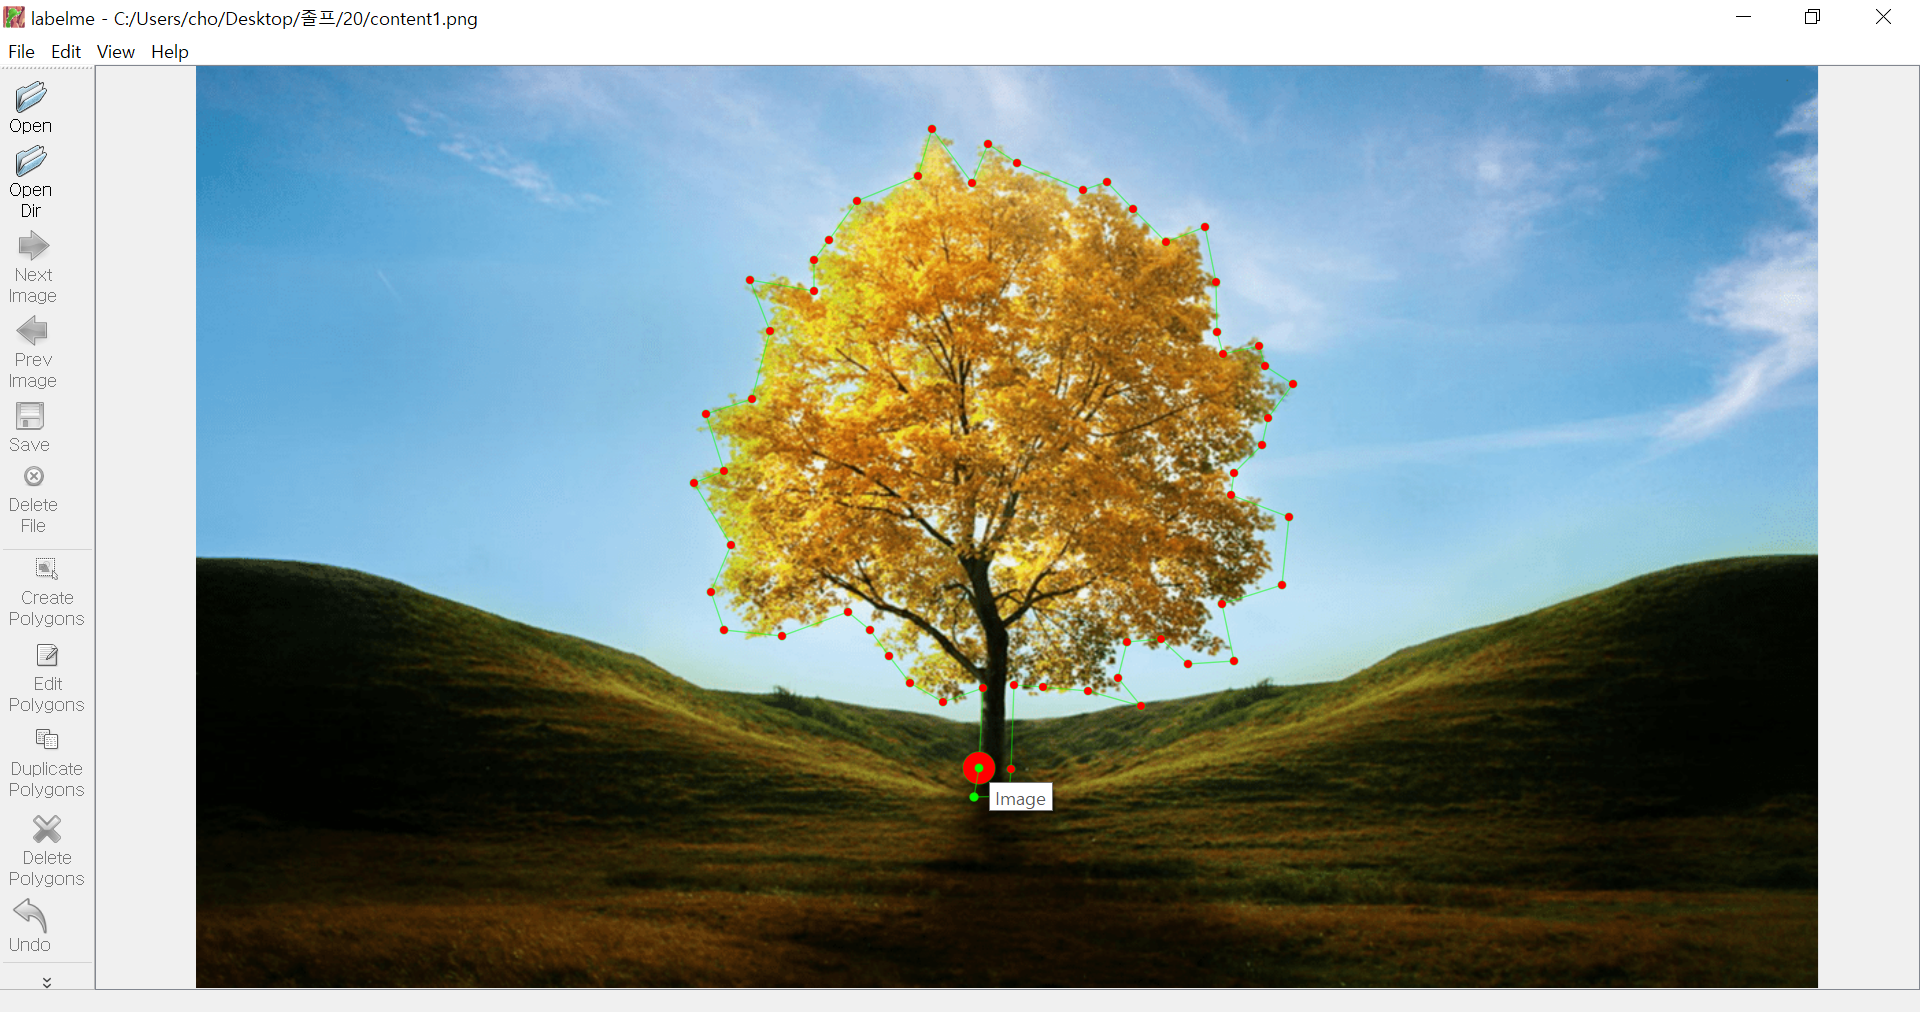 labelme - C:/Users/cho/Desktop/졸프/20/content1.png
File Edit View Help
Open
Open
Dir
Next
Image
Prev
Image
Save
Delete
File
Create
Polygons
Edit
Polygons
Duplicate
Polygons
Delete
Polygons
Undo
Image